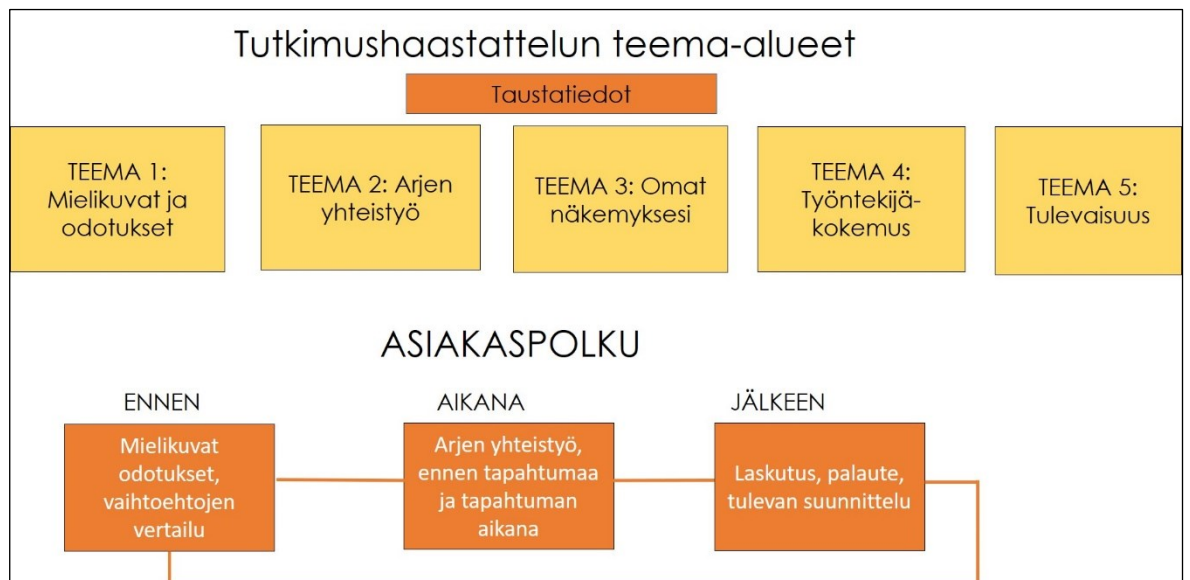 Tutkimushaastattelun teema-alueet
Taustatiedot
TEEMA 1:
Mielikuvat ja
odotukset
TEEMA 2: Arjen
yhteistyö
TEEMA 3: Omat
näkemyksesi
TEEMA 4:
Työntekijä-
kokemus
TEEMA 5:
Tulevaisuus
ASIAKASPOLKU
ENNEN
Mielikuvat
odotukset,
vaihtoehtojen
vertailu
AIKANA
Arjen yhteistyö,
ennen tapahtumaa
ja tapahtuman
aikana
JÄLKEEN
Laskutus, palaute,
tulevan suunnittelu